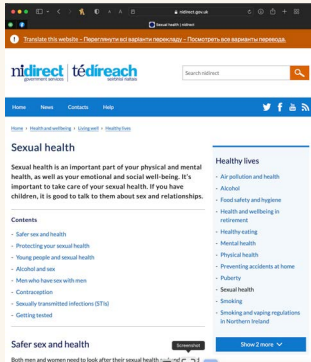 nidirect.gov.uk
Sexual health | nidirect
Translate this website – Переглянути всі варіанти перекладу – Посмотреть все варианты перевода.
nidirect | tédíreach
government services | seirbhísí rialtais
Search nidirect
Home News Contacts Help
Home › Health and wellbeing › Living well › Healthy lives
Sexual health
Sexual health is an important part of your physical and mental
health, as well as your emotional and social well-being. It's
important to take care of your sexual health. If you have
children, it is good to talk to them about sex and relationships.
Contents
- Safer sex and health
- Protecting your sexual health
- Young people and sexual health
- Alcohol and sex
- Men who have sex with men
- Contraception
- Sexually transmitted infections (STIs)
- Getting tested
Safer sex and health
Both men and women need to look after their sexual health
Screenshot
Healthy lives
- Air pollution and health
- Alcohol
- Food safety and hygiene
- Health and wellbeing in
retirement
- Healthy eating
- Mental health
- Physical health
- Preventing accidents at home
- Puberty
- Sexual health
- Smoking
- Smoking and vaping regulations
in Northern Ireland
Show 2 more